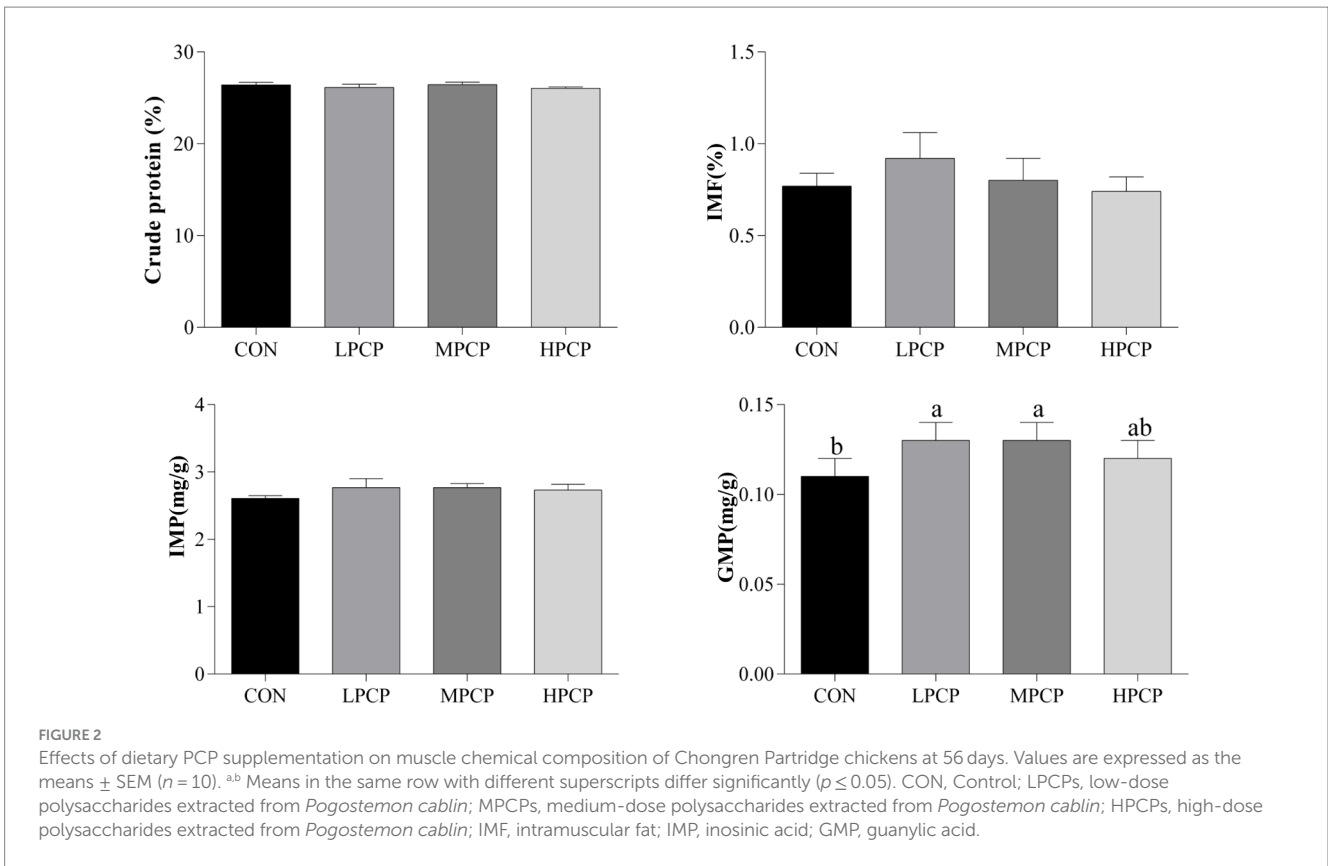 30
20
10
0
Crude protein (%)
CON LPCP MPCP HPCP
1.5
1.0
0.5
0.0
IMF(%)
CON LPCP MPCP HPCP
4
3
2
1
0
IMP(mg/g)
CON LPCP MPCP HPCP
0.15
0.10
0.05
0.00
GMP(mg/g)
b a a ab
CON LPCP MPCP HPCP
FIGURE 2
Effects of dietary PCP supplementation on muscle chemical composition of Chongren Partridge chickens at 56 days. Values are expressed as the
means ± SEM (n = 10). a,b Means in the same row with different superscripts differ significantly (p ≤ 0.05). CON, Control; LPCPs, low-dose
polysaccharides extracted from Pogostemon cablin; MPCPs, medium-dose polysaccharides extracted from Pogostemon cablin; HPCPs, high-dose
polysaccharides extracted from Pogostemon cablin; IMF, intramuscular fat; IMP, inosinic acid; GMP, guanylic acid.